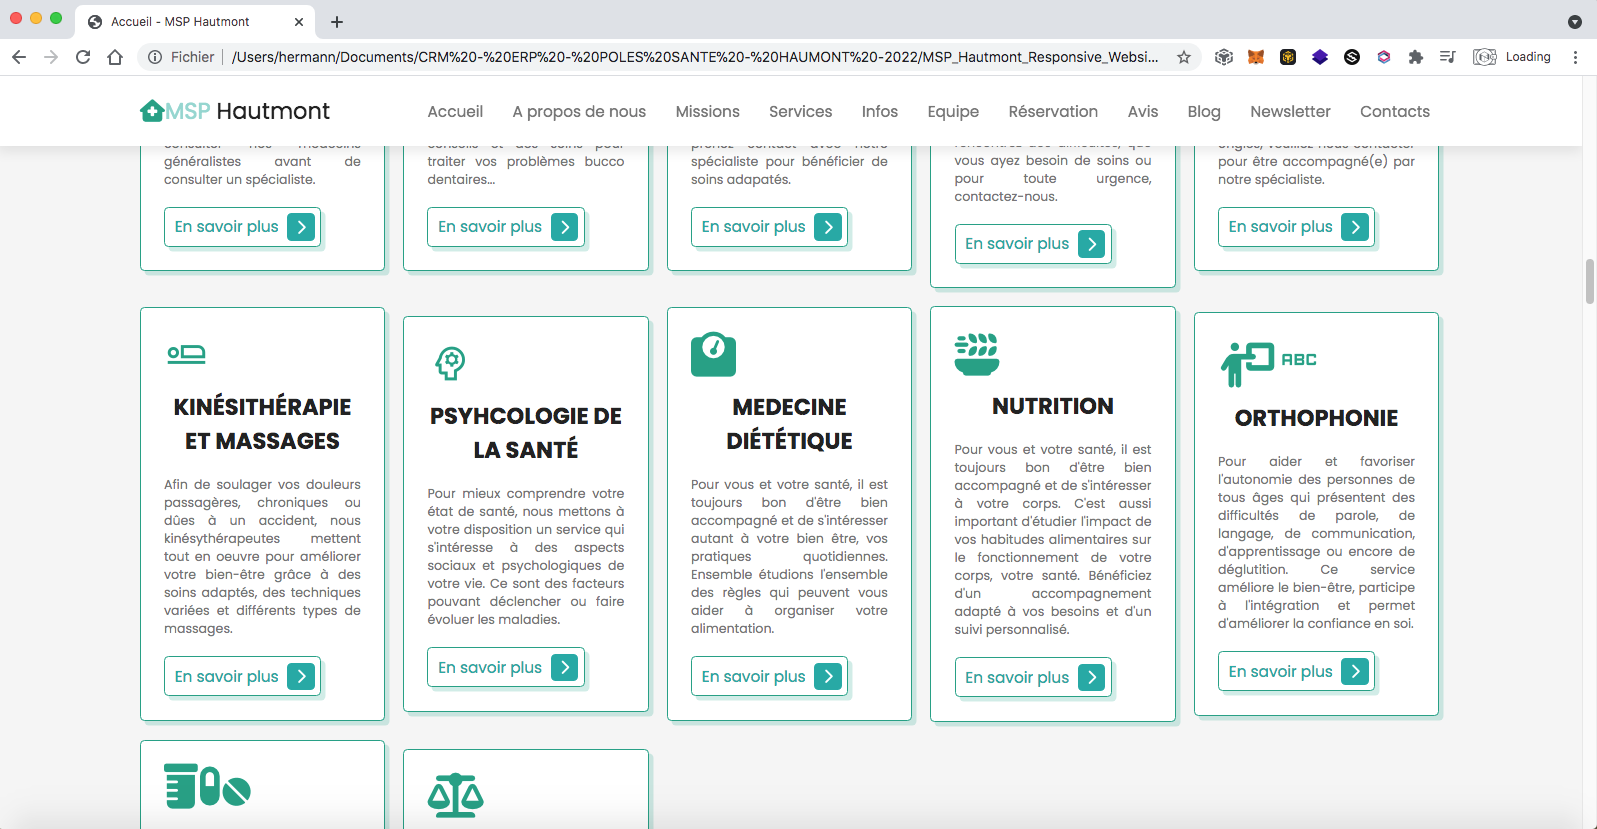 Accueil - MSP Hautmont
Fichier
/Users/hermann/Documents/CRM%20-%20ERP%20-%20POLES%20SANTE%20-%20HAUMONT%20-2022/MSP_Hautmont_Responsive_Websi...
Loading
MSP Hautmont
Accueil
A propos de nous
Missions
Services
Infos
Equipe
Réservation
Avis
Blog
Newsletter
Contacts
généralistes avant de
consulter un spécialiste.
En savoir plus
traiter vos problèmes bucco
dentaires...
En savoir plus
spécialiste pour bénéficier de
soins adapatés.
En savoir plus
vous ayez besoin de soins ou
pour toute urgence,
contactez-nous.
En savoir plus
pour être accompagné(e) par
notre spécialiste.
En savoir plus
KINÉSITHÉRAPIE
ET MASSAGES
Afin de soulager vos douleurs
passagères, chroniques ou
dûes à un accident, nous
kinésythérapeutes mettent
tout en oeuvre pour améliorer
votre bien-être grâce à des
soins adaptés, des techniques
variées et différents types de
massages.
En savoir plus
PSYHCOLOGIE DE
LA SANTÉ
Pour mieux comprendre votre
état de santé, nous mettons à
votre disposition un service qui
s'intéresse à des aspects
sociaux et psychologiques de
votre vie. Ce sont des facteurs
pouvant déclencher ou faire
évoluer les maladies.
En savoir plus
MEDECINE
DIÉTÉTIQUE
Pour vous et votre santé, il est
toujours bon d'être bien
accompagné et de s'intéresser
autant à votre bien être, vos
pratiques quotidiennes.
Ensemble étudions l'ensemble
des règles qui peuvent vous
aider à organiser votre
alimentation.
En savoir plus
NUTRITION
Pour vous et votre santé, il est
toujours bon d'être bien
accompagné et de s'intéresser
à votre corps. C'est aussi
important d'étudier l'impact de
vos habitudes alimentaires sur
le fonctionnement de votre
corps, votre santé. Bénéficiez
d'un accompagnement
adapté à vos besoins et d'un
suivi personnalisé.
En savoir plus
ABC
ORTHOPHONIE
Pour aider et favoriser
l'autonomie des personnes de
tous âges qui présentent des
difficultés de parole, de
langage, de communication,
d'apprentissage ou encore de
déglutition. Ce service
améliore le bien-être, participe
à l'intégration et permet
d'améliorer la confiance en soi.
En savoir plus